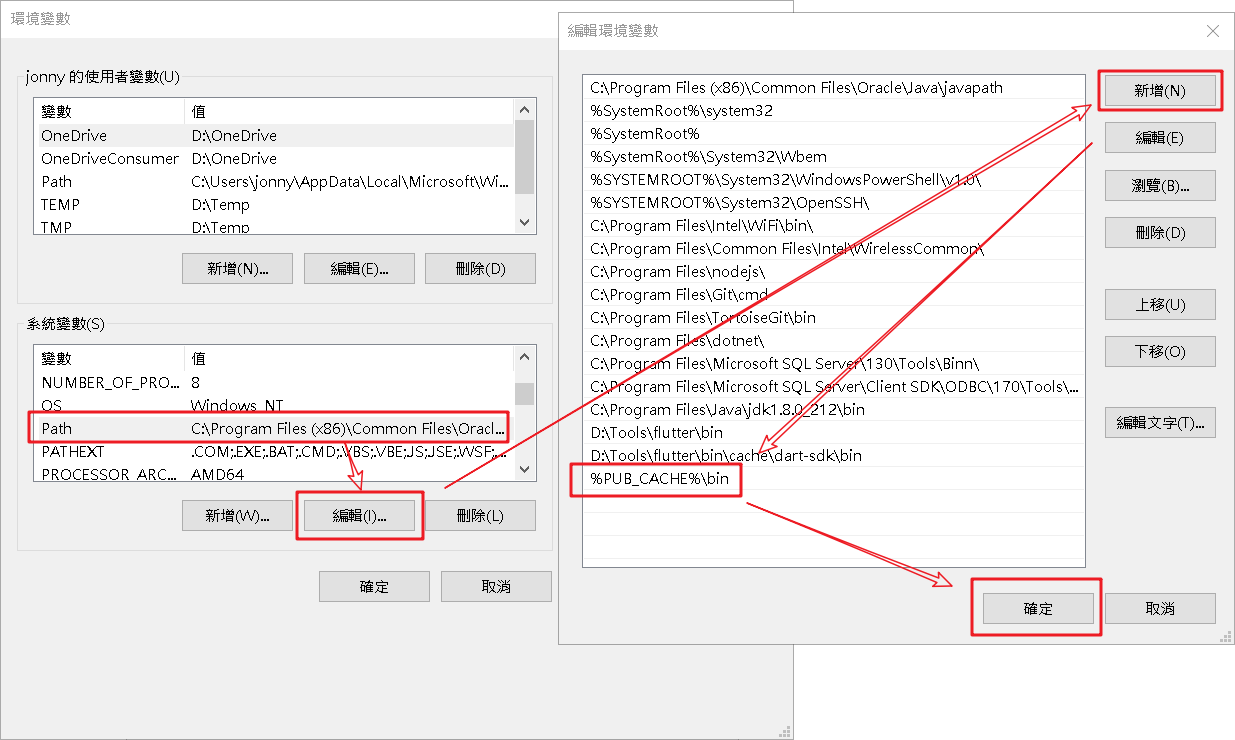 環境變數
jonny 的使用者變數(U)
變數 值
OneDrive D:\OneDrive
OneDriveConsumer D:\OneDrive
Path C:\Users\jonny\AppData\Local\Microsoft\Wi...
TEMP D:\Temp
TMP D:\Temp
新增(N)... 編輯(E)... 刪除(D)
系統變數(S)
變數 值
NUMBER_OF_PRO... 8
OS Windows_NT
Path C:\Program Files (x86)\Common Files\Oracl...
PATHEXT .COM;.EXE;.BAT;.CMD;.VBS;.VBE;.JS;.JSE;.WSF;...
PROCESSOR_ARC... AMD64
新增(W)... 編輯(I)... 刪除(L)
確定 取消
編輯環境變數
C:\Program Files (x86)\Common Files\Oracle\Java\javapath
%SystemRoot%\system32
%SystemRoot%
%SystemRoot%\System32\Wbem
%SYSTEMROOT%\System32\WindowsPowerShell\v1.0\
%SYSTEMROOT%\System32\OpenSSH\
C:\Program Files\Intel\WiFi\bin\
C:\Program Files\Common Files\Intel\WirelessCommon\
C:\Program Files\nodejs\
C:\Program Files\Git\cmd
C:\Program Files\TortoiseGit\bin
C:\Program Files\dotnet\
C:\Program Files\Microsoft SQL Server\130\Tools\Binn\
C:\Program Files\Microsoft SQL Server\Client SDK\ODBC\170\Tools\...
C:\Program Files\Java\jdk1.8.0_212\bin
D:\Tools\flutter\bin
D:\Tools\flutter\bin\cache\dart-sdk\bin
%PUB_CACHE%\bin
新增(N)
編輯(E)
瀏覽(B)...
刪除(D)
上移(U)
下移(O)
編輯文字(T)...
確定 取消